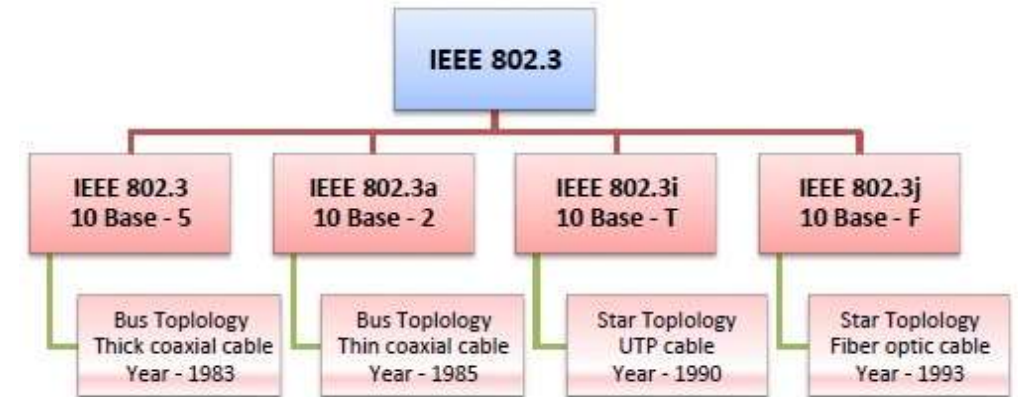 IEEE 802.3
IEEE 802.3
10 Base - 5
IEEE 802.3a
10 Base - 2
IEEE 802.3i
10 Base - T
IEEE 802.3j
10 Base - F
Bus Toplology
Thick coaxial cable
Year - 1983
Bus Toplology
Thin coaxial cable
Year - 1985
Star Toplology
UTP cable
Year - 1990
Star Toplology
Fiber optic cable
Year - 1993